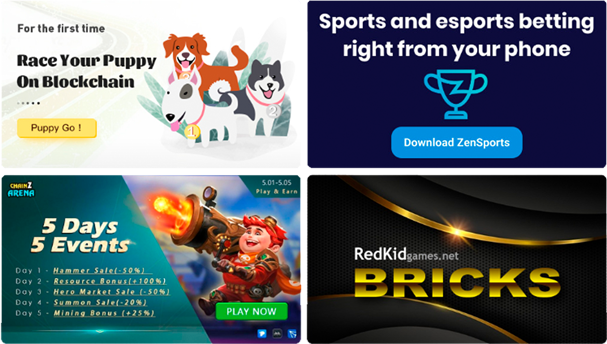 For the first time
Race Your Puppy
On Blockchain
Puppy Go !
1
2
Sports and esports betting
right from your phone
Z
Download ZenSports
CHAINZ
ARENA
5.01-5.05
Play & Earn
5 Days
5 Events
Day 1 - Hammer Sale(-50%)
Day 2 - Resource Bonus(+100%)
Day 3 - Hero Market Sale (-50%)
Day 4 - Summon Sale(-20%)
Day 5 - Mining Bonus (+25%)
PLAY NOW
RedKidgames.net
BRICKS